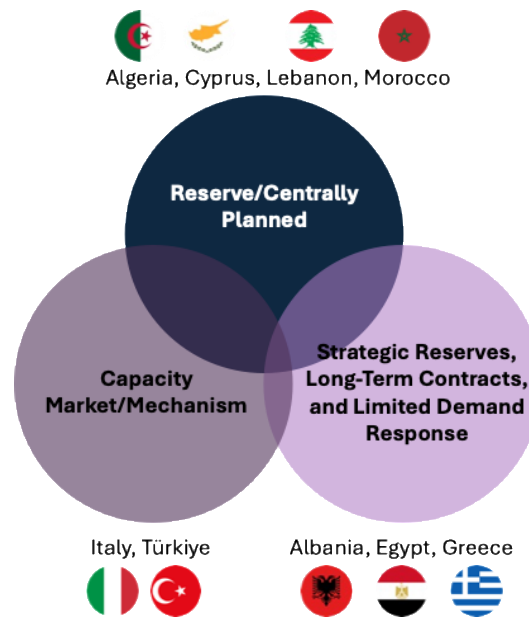 Algeria, Cyprus, Lebanon, Morocco
Reserve/Centrally
Planned
Capacity
Market/Mechanism
Strategic Reserves,
Long-Term Contracts,
and Limited Demand
Response
Italy, Türkiye
Albania, Egypt, Greece